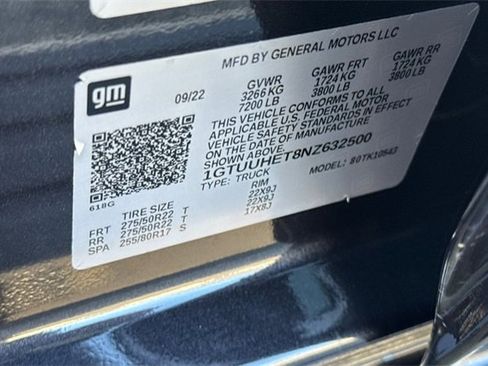 MFD BY GENERAL MOTORS LLC
gm
09/22
GVWR GAWR FRT GAWR RR
3266 KG 1724 KG 1724 KG
7200 LB 3800 LB 3800 LB
THIS VEHICLE CONFORMS TO ALL
APPLICABLE U.S. FEDERAL MOTOR
VEHICLE SAFETY STANDARDS IN EFFECT
ON THE DATE OF MANUFACTURE
SHOWN ABOVE.
1GTUUHET8NZ632500
TYPE: TRUCK MODEL: 80TK10543
618G
TIRE SIZE RIM
FRT 275/50R22 T 22X9J
RR 275/50R22 T 22X9J
SPA 255/80R17 S 17X8J